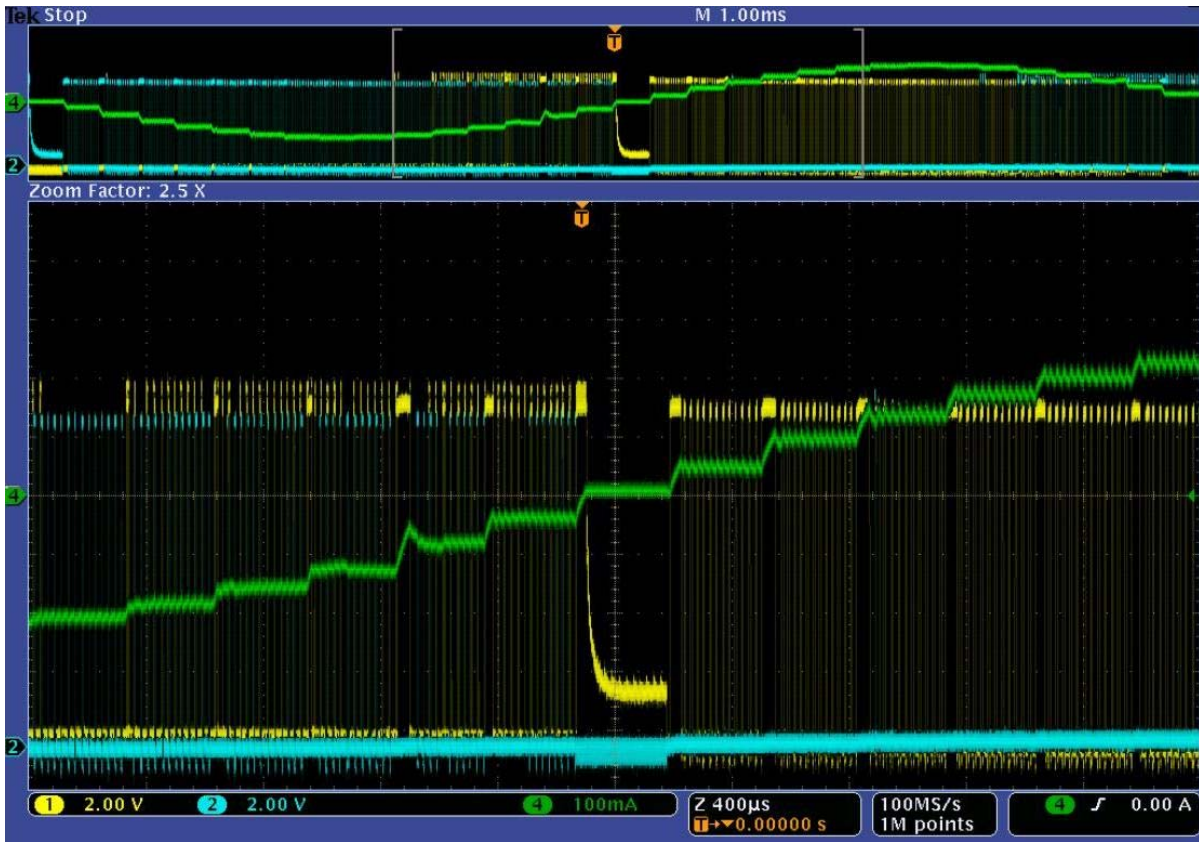 Tek Stop M 1.00ms
T
4
2
Zoom Factor: 2.5 X
T
4
2
1 2.00 V 2 2.00 V 4 100mA Z 400µs 100MS/s 4 0.00 A
T→▼0.00000 s 1M points